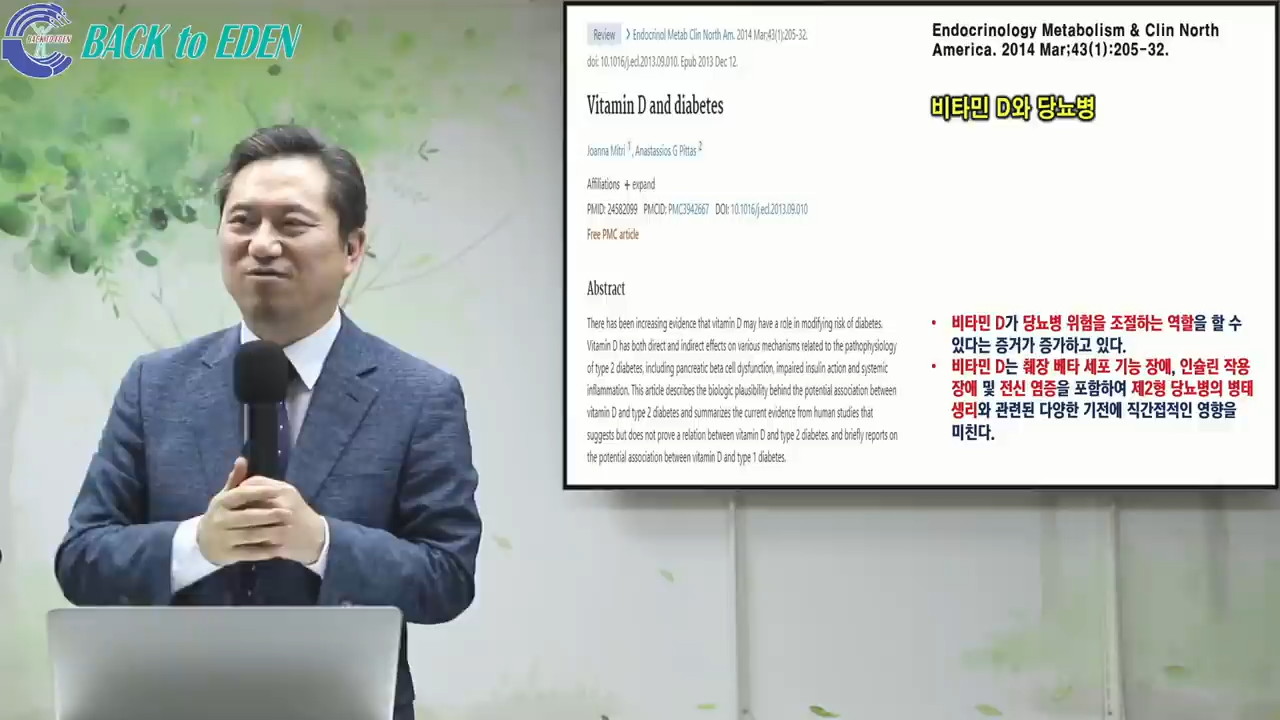 BACK to EDEN
BACK TO EDEN
Review
Endocrinol Metab Clin North Am. 2014 Mar;43(1):205-32.
doi: 10.1016/j.ecl.2013.09.010. Epub 2013 Dec 12.
Vitamin D and diabetes
Joanna Mitri 1, Anastassios G Pittas 2
Affiliations + expand
PMID: 24582099 PMCID: PMC3942667 DOI: 10.1016/j.ecl.2013.09.010
Free PMC article
Abstract
There has been increasing evidence that vitamin D may have a role in modifying risk of diabetes.
Vitamin D has both direct and indirect effects on various mechanisms related to the pathophysiology
of type 2 diabetes, including pancreatic beta cell dysfunction, impaired insulin action and systemic
inflammation. This article describes the biologic plausibility behind the potential association between
vitamin D and type 2 diabetes and summarizes the current evidence from human studies that
suggests but does not prove a relation between vitamin D and type 2 diabetes. and briefly reports on
the potential association between vitamin D and type 1 diabetes.
Endocrinology Metabolism & Clin North
America. 2014 Mar;43(1):205-32.
비타민 D와 당뇨병
• 비타민 D가 당뇨병 위험을 조절하는 역할을 할 수
있다는 증거가 증가하고 있다.
• 비타민 D는 췌장 베타 세포 기능 장애, 인슐린 작용
장애 및 전신 염증을 포함하여 제2형 당뇨병의 병태
생리와 관련된 다양한 기전에 직간접적인 영향을
미친다.